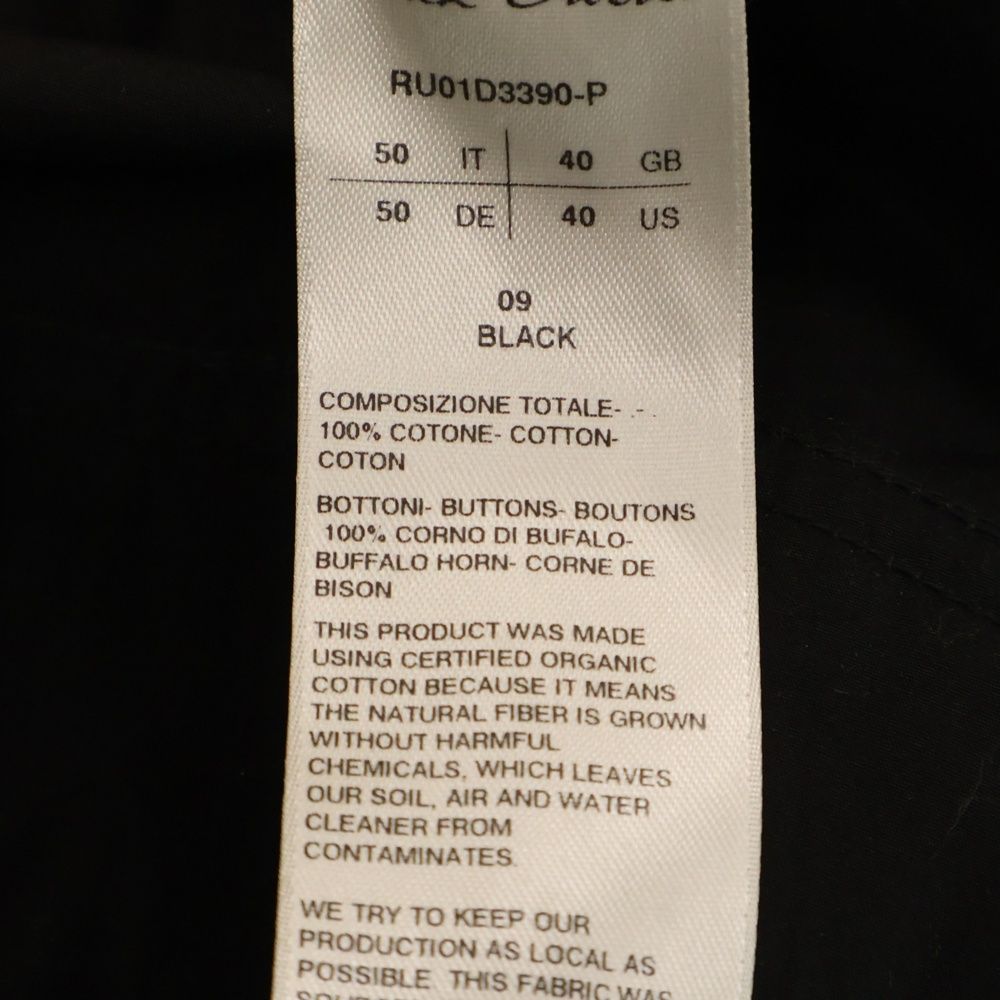 RU01D3390-P
50 IT 40 GB
50 DE 40 US
09
BLACK
COMPOSIZIONE TOTALE- .- .
100% COTONE- COTTON-
COTON
BOTTONI- BUTTONS- BOUTONS
100% CORNO DI BUFALO-
BUFFALO HORN- CORNE DE
BISON
THIS PRODUCT WAS MADE
USING CERTIFIED ORGANIC
COTTON BECAUSE IT MEANS
THE NATURAL FIBER IS GROWN
WITHOUT HARMFUL
CHEMICALS, WHICH LEAVES
OUR SOIL, AIR AND WATER
CLEANER FROM
CONTAMINATES.
WE TRY TO KEEP OUR
PRODUCTION AS LOCAL AS
POSSIBLE. THIS FABRIC WAS